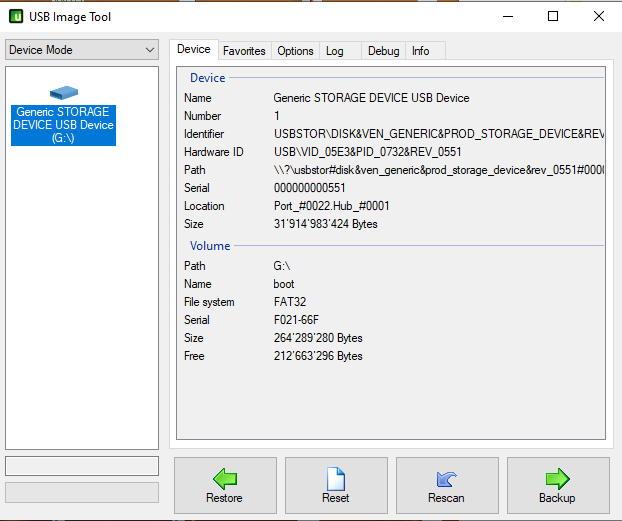 USB Image Tool
Device Mode
Generic STORAGE
DEVICE USB Device
(G:\)
Device Favorites Options Log Debug Info
Device
Name Generic STORAGE DEVICE USB Device
Number 1
Identifier USBSTOR\DISK&VEN_GENERIC&PROD_STORAGE_DEVICE&REV
Hardware ID USB\VID_05E3&PID_0732&REV_0551
Path \\?\usbstor#disk&ven_generic&prod_storage_device&rev_0551#0000
Serial 000000000551
Location Port_#0022.Hub_#0001
Size 31'914'983'424 Bytes
Volume
Path G:\
Name boot
File system FAT32
Serial F021-66F
Size 264'289'280 Bytes
Free 212'663'296 Bytes
Restore Reset Rescan Backup